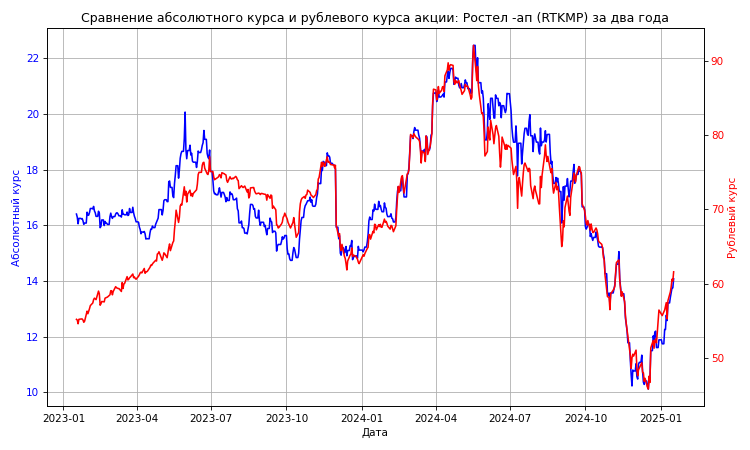 Сравнение абсолютного курса и рублевого курса акции: Ростел -ап (RTKMP) за два года
Абсолютный курс
22
20
18
16
14
12
10
90
80
70
60
50
Рублевый курс
2023-01 2023-04 2023-07 2023-10 2024-01 2024-04 2024-07 2024-10 2025-01
Дата